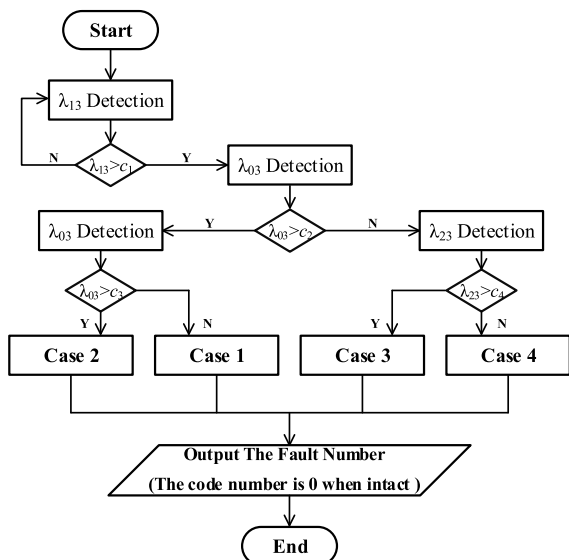 Start
λ13 Detection
λ13>c1
N
Y
λ03 Detection
λ03>c2
Y
N
λ03 Detection
λ23 Detection
λ03>c3
λ23>c4
Y
N
Y
N
Case 2
Case 1
Case 3
Case 4
Output The Fault Number
(The code number is 0 when intact )
End